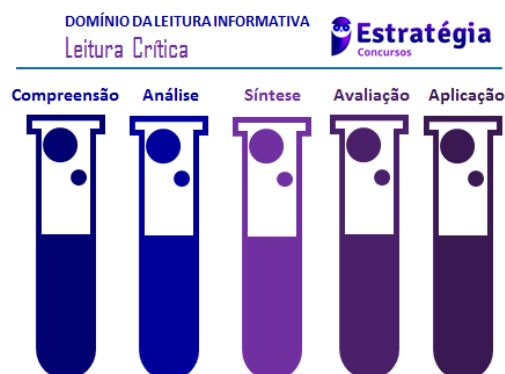 DOMÍNIO DA LEITURA INFORMATIVA
Leitura Crítica
Estratégia
Concursos
Compreensão Análise Síntese Avaliação Aplicação